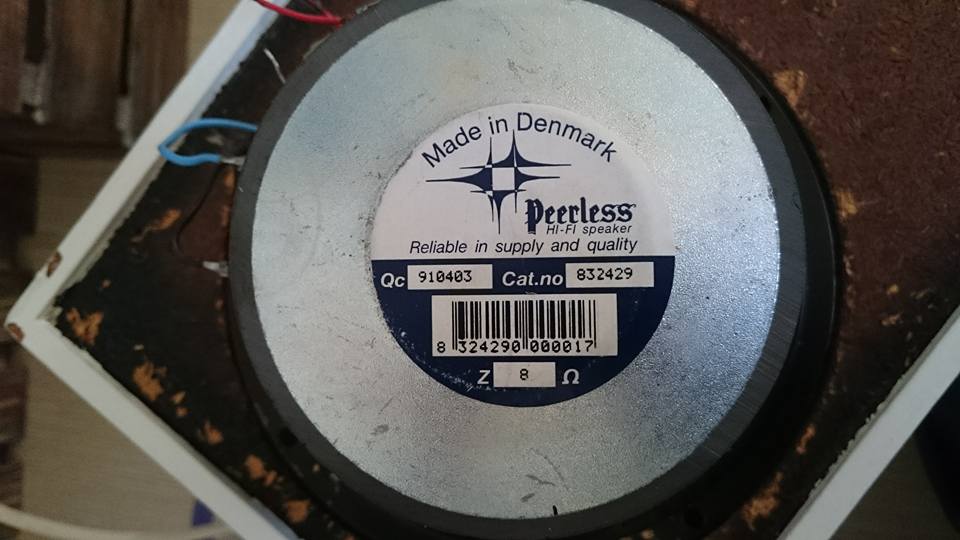 Made in Denmark
Peerless
HI-FI speaker
Reliable in supply and quality
Qc 910403 Cat.no 832429
8 324290 000017
Z 8 Ω